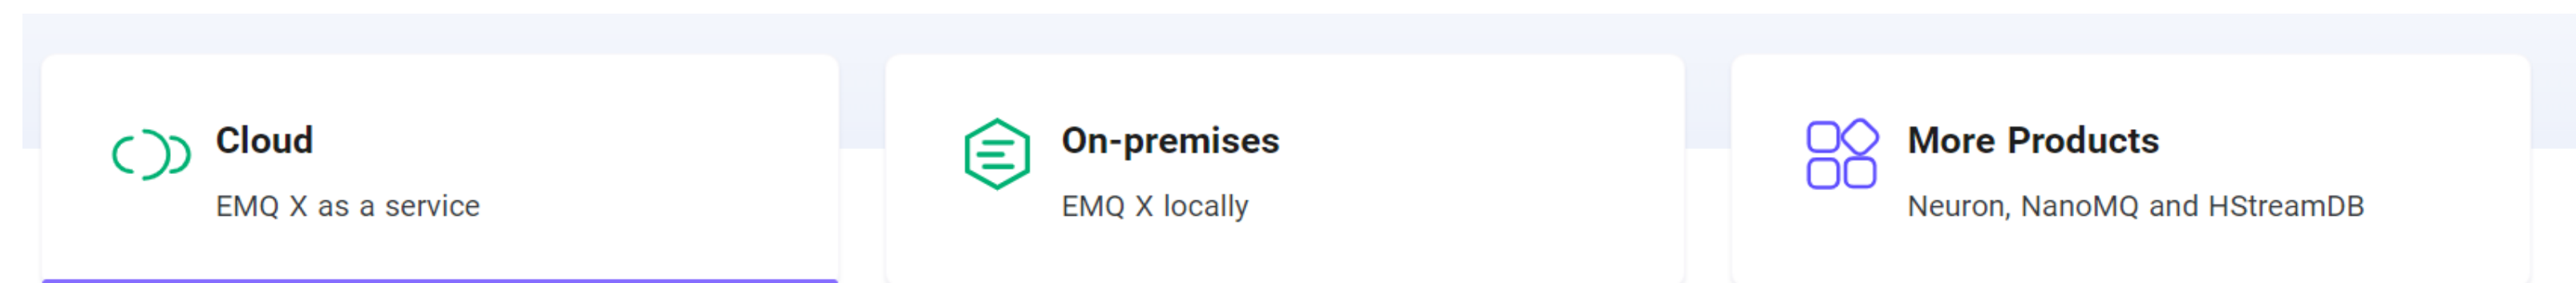 Cloud
EMQ X as a service
On-premises
EMQ X locally
More Products
Neuron, NanoMQ and HStreamDB